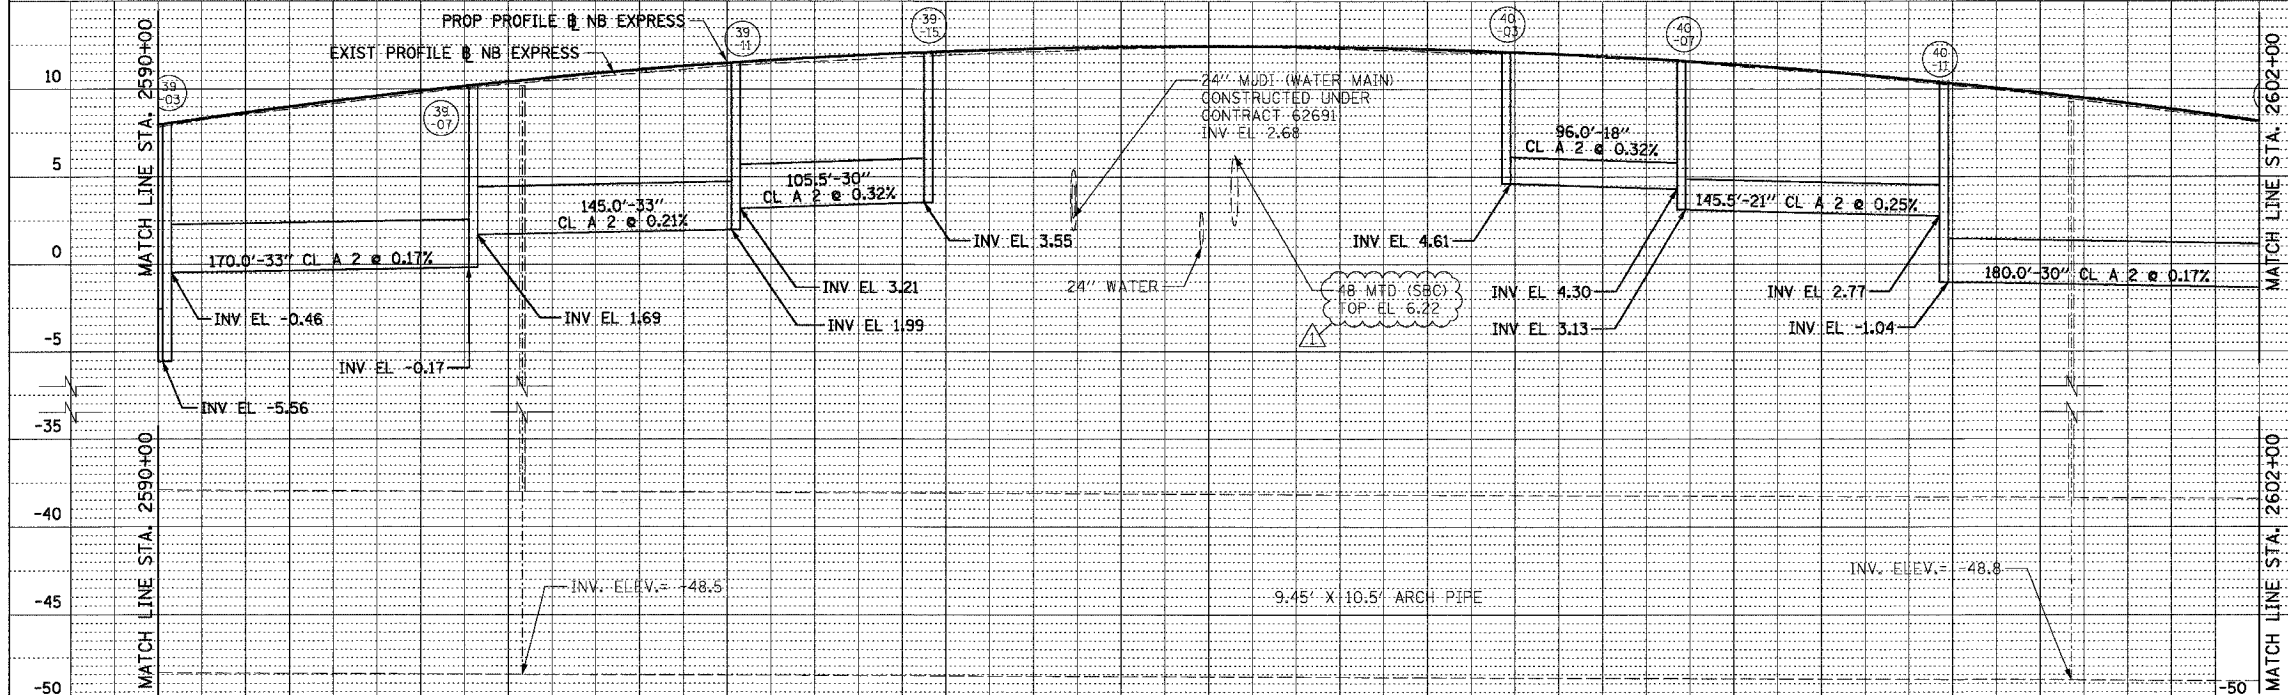 PROP PROFILE ℄ NB EXPRESS
EXIST PROFILE ℄ NB EXPRESS
MATCH LINE STA. 2590+00
MATCH LINE STA. 2602+00
10
5
0
-5
-35
-40
-45
-50
39
-03
39
-07
39
-11
39
-15
40
-03
40
-07
40
-11
24" MJDI (WATER MAIN)
CONSTRUCTED UNDER
CONTRACT 62691
INV EL 2.68
96.0'-18"
CL A 2 @ 0.32%
105.5'-30"
CL A 2 @ 0.32%
145.0'-33"
CL A 2 @ 0.21%
145.5'-21" CL A 2 @ 0.25%
170.0'-33" CL A 2 @ 0.17%
180.0'-30" CL A 2 @ 0.17%
INV EL 3.55
INV EL 4.61
24" WATER
48 MTD (SBC)
TOP EL 6.22
1
INV EL 3.21
INV EL 4.30
INV EL 2.77
INV EL -0.46
INV EL 1.69
INV EL 1.99
INV EL 3.13
INV EL -1.04
INV EL -0.17
INV EL -5.56
MATCH LINE STA. 2590+00
MATCH LINE STA. 2602+00
INV. ELEV.= -48.5
9.45' X 10.5' ARCH PIPE
INV. ELEV.= -48.8
-50